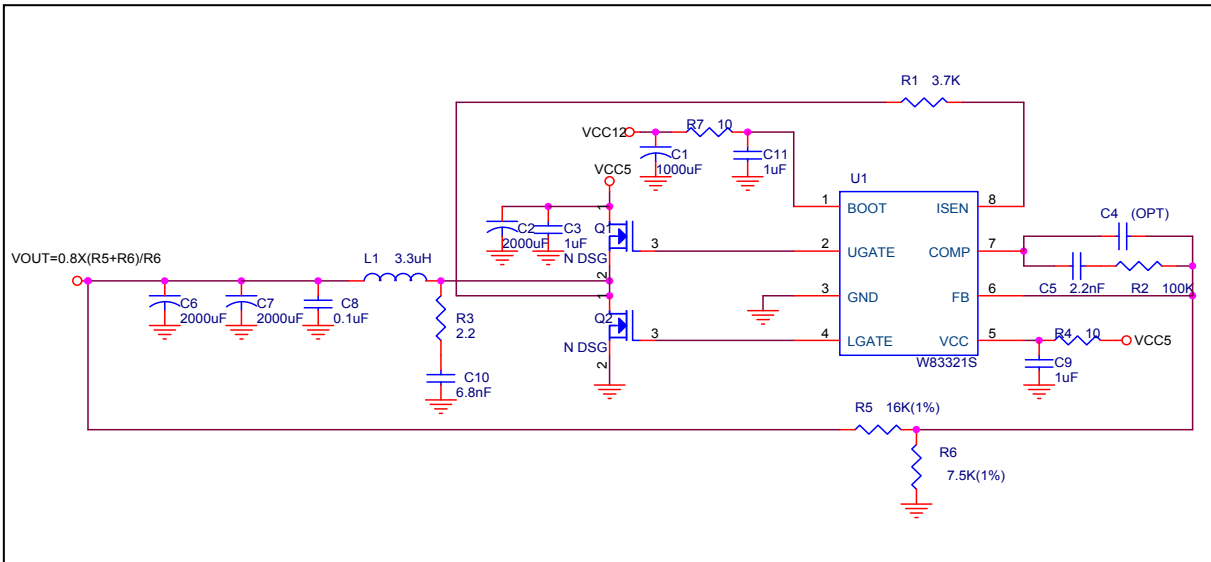 R1 3.7K
VCC12
R7 10
C1
1000uF
C11
1uF
VCC5
U1
1
BOOT
ISEN
8
C2
2000uF
C3
1uF
1
Q1
N DSG
2
3
2
UGATE
COMP
7
C4 (OPT)
C5 2.2nF
R2 100K
VOUT=0.8X(R5+R6)/R6
L1 3.3uH
C6
2000uF
C7
2000uF
C8
0.1uF
R3
2.2
C10
6.8nF
1
Q2
N DSG
2
3
3
GND
FB
6
4
LGATE
VCC
5
W83321S
R4 10
VCC5
C9
1uF
R5 16K(1%)
R6
7.5K(1%)